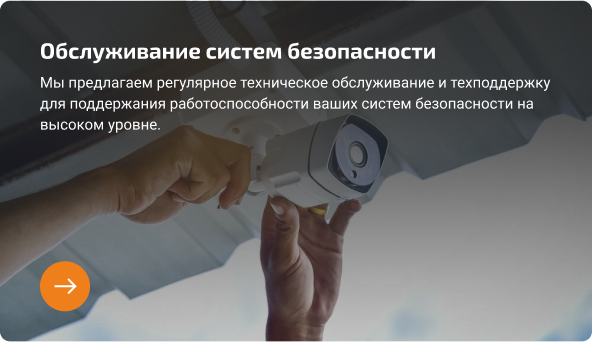 Обслуживание систем безопасности
Мы предлагаем регулярное техническое обслуживание и техподдержку
для поддержания работоспособности ваших систем безопасности на
высоком уровне.